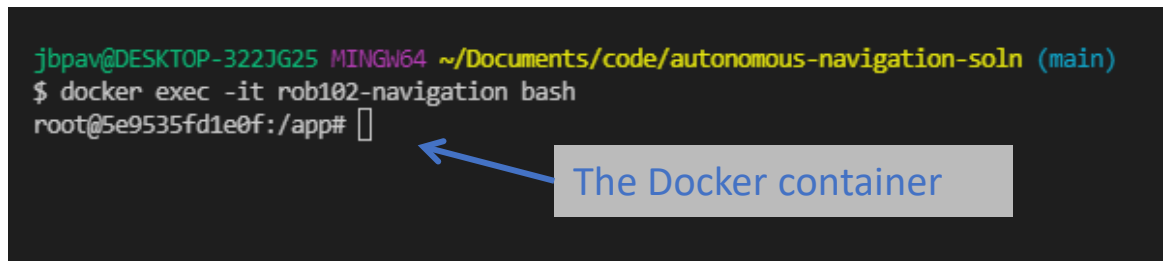 jbpav@DESKTOP-322JG25 MINGW64 ~/Documents/code/autonomous-navigation-soln (main)
$ docker exec -it rob102-navigation bash
root@5e9535fd1e0f:/app#
The Docker container